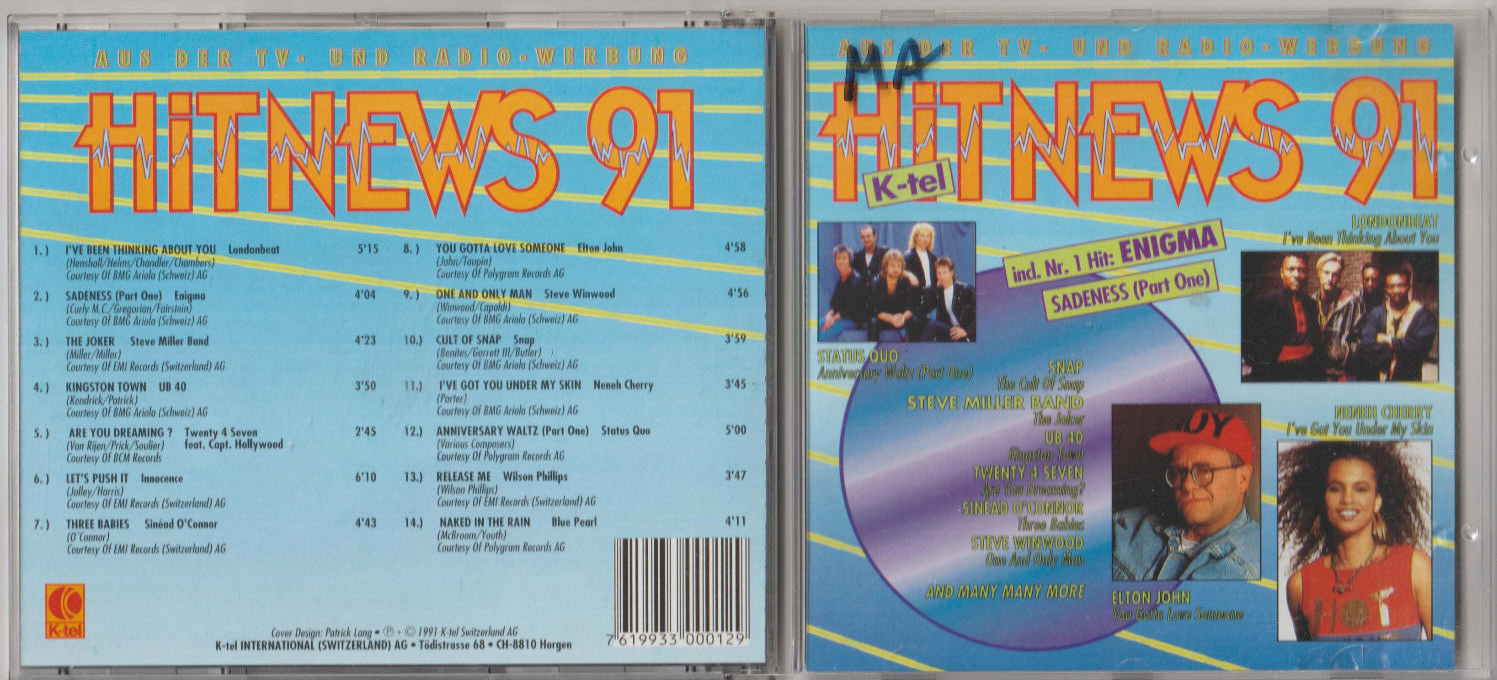 AUS DER TV- UND RADIO-WERBUNG
HiTNEWS 91
1.) I'VE BEEN THINKING ABOUT YOU Londonbeat 5'15
(Henshall/Helms/Chandler/Chambers)
Courtesy Of BMG Ariola (Schweiz) AG
2.) SADENESS (Part One) Enigma 4'04
(Curly M.C./Gregorian/Fairstein)
Courtesy Of BMG Ariola (Schweiz) AG
3.) THE JOKER Steve Miller Band 4'23
(Miller/Miller)
Courtesy Of EMI Records (Switzerland) AG
4.) KINGSTON TOWN UB 40 3'50
(Kendrick/Patrick)
Courtesy Of BMG Ariola (Schweiz) AG
5.) ARE YOU DREAMING ? Twenty 4 Seven 2'45
(Van Rijen/Prick/Soulier) feat. Capt. Hollywood
Courtesy Of BCM Records
6.) LET'S PUSH IT Innocence 6'10
(Jolley/Harris)
Courtesy Of EMI Records (Switzerland) AG
7.) THREE BABIES Sinéad O'Connor 4'43
(O'Connor)
Courtesy Of EMI Records (Switzerland) AG
8.) YOU GOTTA LOVE SOMEONE Elton John 4'58
(John/Taupin)
Courtesy Of Polygram Records AG
9.) ONE AND ONLY MAN Steve Winwood 4'56
(Winwood/Capaldi)
Courtesy Of BMG Ariola (Schweiz) AG
10.) CULT OF SNAP Snap 3'59
(Benites/Garrett III/Butler)
Courtesy Of BMG Ariola (Schweiz) AG
11.) I'VE GOT YOU UNDER MY SKIN Neneh Cherry 3'45
(Porter)
Courtesy Of BMG Ariola (Schweiz) AG
12.) ANNIVERSARY WALTZ (Part One) Status Quo 5'00
(Various Composers)
Courtesy Of Polygram Records AG
13.) RELEASE ME Wilson Phillips 3'47
(Wilson Phillips)
Courtesy Of EMI Records (Switzerland) AG
14.) NAKED IN THE RAIN Blue Pearl 4'11
(McBroom/Youth)
Courtesy Of Polygram Records AG
K-tel
Cover Design: Patrick Lang • ℗ + © 1991 K-tel Switzerland AG
K-tel INTERNATIONAL (SWITZERLAND) AG • Tödistrasse 68 • CH-8810 Horgen
7 619933 000129
AUS DER TV- UND RADIO-WERBUNG
MA
HiTNEWS 91
K-tel
incl. Nr. 1 Hit: ENIGMA
SADENESS (Part One)
LONDONBEAT
I've Been Thinking About You
STATUS QUO
Anniversary Waltz (Part One)
SNAP
The Cult Of Snap
STEVE MILLER BAND
The Joker
UB 40
Kingston Town
TWENTY 4 SEVEN
Are You Dreaming?
SINÉAD O'CONNOR
Three Babies
STEVE WINWOOD
One And Only Man
AND MANY MANY MORE
OY
ELTON JOHN
You Gotta Love Someone
NENEH CHERRY
I've Got You Under My Skin
HOT